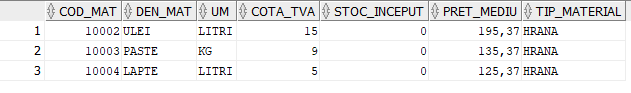 COD_MAT DEN_MAT UM COTA_TVA STOC_INCEPUT PRET_MEDIU TIP_MATERIAL
1 10002 ULEI LITRI 15 0 195,37 HRANA
2 10003 PASTE KG 9 0 135,37 HRANA
3 10004 LAPTE LITRI 5 0 125,37 HRANA